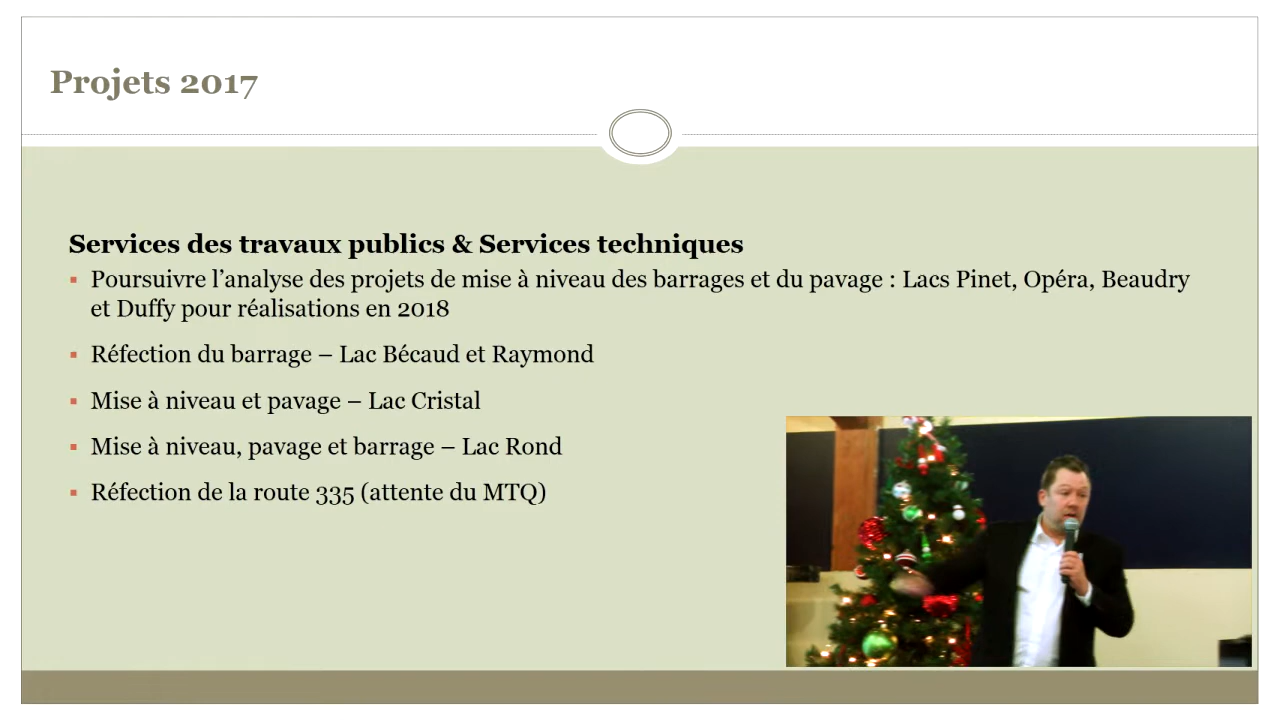 Projets 2017
Services des travaux publics & Services techniques
▪ Poursuivre l’analyse des projets de mise à niveau des barrages et du pavage : Lacs Pinet, Opéra, Beaudry
et Duffy pour réalisations en 2018
▪ Réfection du barrage – Lac Bécaud et Raymond
▪ Mise à niveau et pavage – Lac Cristal
▪ Mise à niveau, pavage et barrage – Lac Rond
▪ Réfection de la route 335 (attente du MTQ)